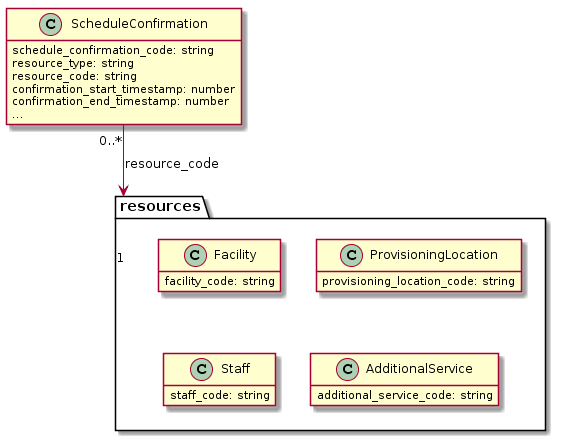 C ScheduleConfirmation
schedule_confirmation_code: string
resource_type: string
resource_code: string
confirmation_start_timestamp: number
confirmation_end_timestamp: number
...
0..*
resource_code
resources
1
C Facility
facility_code: string
C ProvisioningLocation
provisioning_location_code: string
C Staff
staff_code: string
C AdditionalService
additional_service_code: string